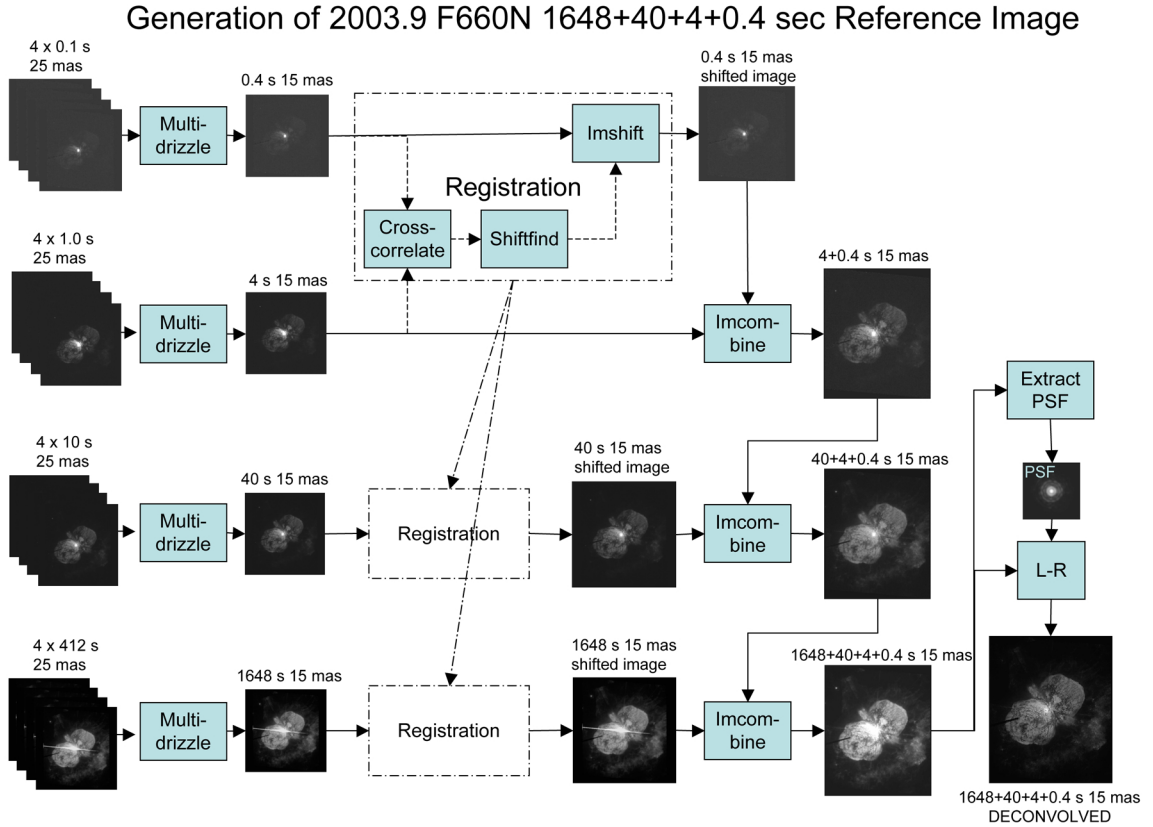 Generation of 2003.9 F660N 1648+40+4+0.4 sec Reference Image
4 x 0.1 s
25 mas
Multi-
drizzle
0.4 s 15 mas
Imshift
0.4 s 15 mas
shifted image
Registration
Cross-
correlate
Shiftfind
4 x 1.0 s
25 mas
Multi-
drizzle
4 s 15 mas
Imcom-
bine
4+0.4 s 15 mas
Extract
PSF
PSF
4 x 10 s
25 mas
Multi-
drizzle
40 s 15 mas
Registration
40 s 15 mas
shifted image
Imcom-
bine
40+4+0.4 s 15 mas
L-R
4 x 412 s
25 mas
Multi-
drizzle
1648 s 15 mas
Registration
1648 s 15 mas
shifted image
Imcom-
bine
1648+40+4+0.4 s 15 mas
1648+40+4+0.4 s 15 mas
DECONVOLVED